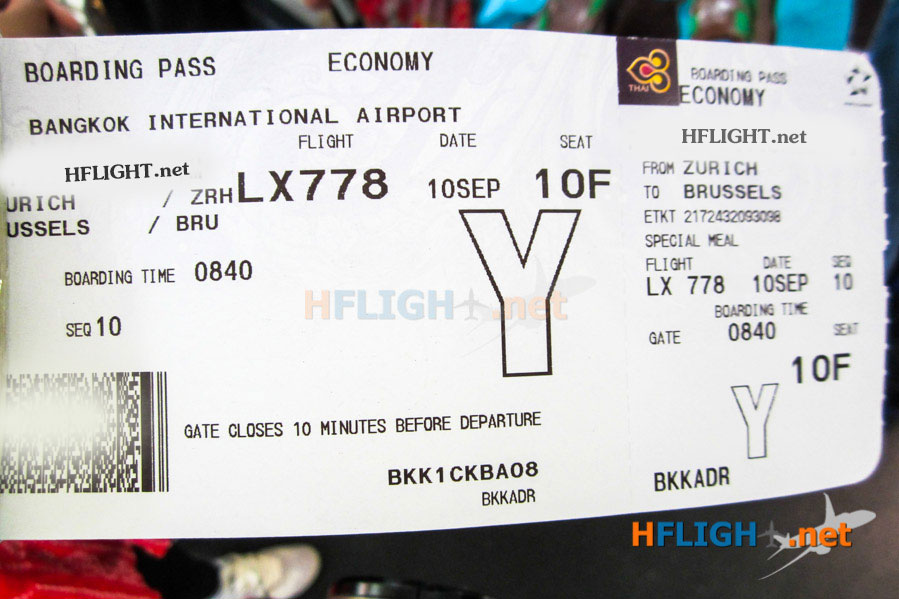 BOARDING PASS ECONOMY
BANGKOK INTERNATIONAL AIRPORT
FLIGHT DATE SEAT
HFLIGHT.net
URICH / ZRH LX778 10SEP 10F
USSELS / BRU
Y
BOARDING TIME 0840
HFLIGH .net
SEQ 10
GATE CLOSES 10 MINUTES BEFORE DEPARTURE
BKK1CKBA08
BKKADR
THAI
BOARDING PASS
ECONOMY
HFLIGHT.net
FROM ZURICH
TO BRUSSELS
ETKT 2172432093098
SPECIAL MEAL
FLIGHT DATE SEQ
LX 778 10SEP 10
BOARDING TIME
GATE 0840 SEAT
10F
Y
BKKADR
HFLIGH .net